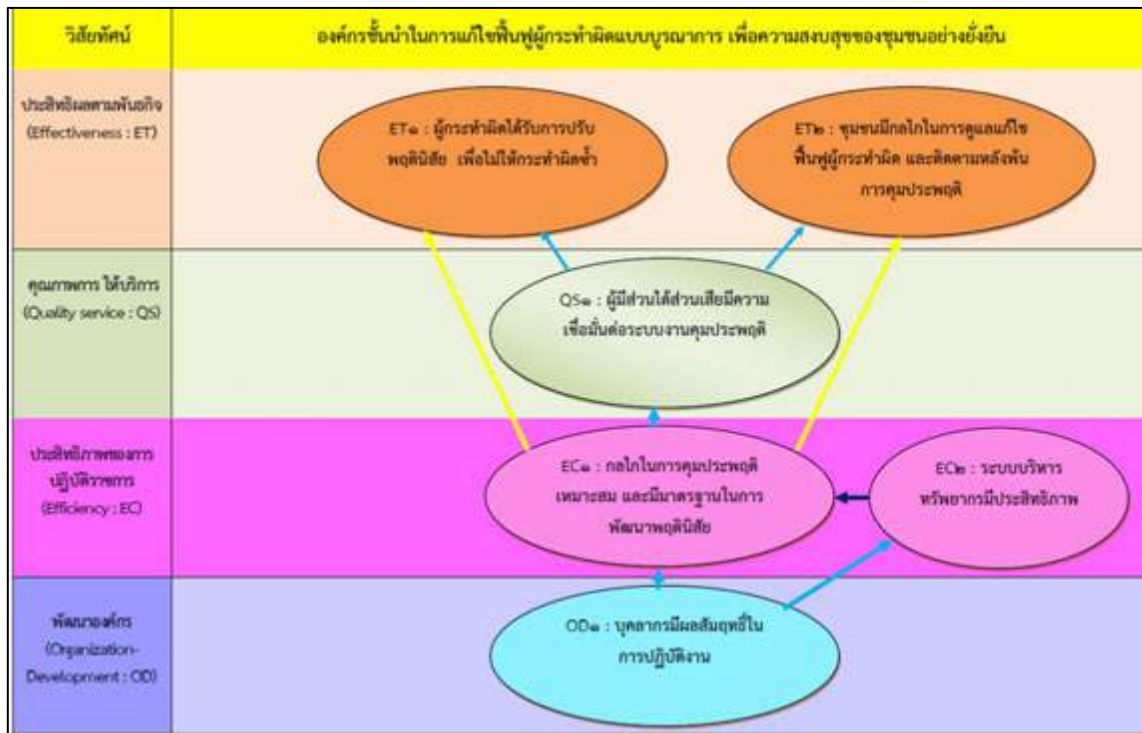 วิสัยทัศน์
องค์กรชั้นนำในการแก้ไขฟื้นฟูผู้กระทำผิดแบบบูรณาการ เพื่อความสงบสุขของชุมชนอย่างยั่งยืน
ประสิทธิผลตามพันธกิจ
(Effectiveness : ET)
ET๑ : ผู้กระทำผิดได้รับการปรับ
พฤตินิสัย เพื่อไม่ให้กระทำผิดซ้ำ
ET๒ : ชุมชนมีกลไกในการดูแลแก้ไข
ฟื้นฟูผู้กระทำผิด และติดตามหลังพ้น
การคุมประพฤติ
คุณภาพการ ให้บริการ
(Quality service : QS)
QS๑ : ผู้มีส่วนได้ส่วนเสียมีความ
เชื่อมั่นต่อระบบงานคุมประพฤติ
ประสิทธิภาพของการ
ปฏิบัติราชการ
(Efficiency : EC)
EC๑ : กลไกในการคุมประพฤติ
เหมาะสม และมีมาตรฐานในการ
พัฒนาพฤตินิสัย
EC๒ : ระบบบริหาร
ทรัพยากรมีประสิทธิภาพ
พัฒนาองค์กร
(Organization-
Development : OD)
OD๑ : บุคลากรมีผลสัมฤทธิ์ใน
การปฏิบัติงาน